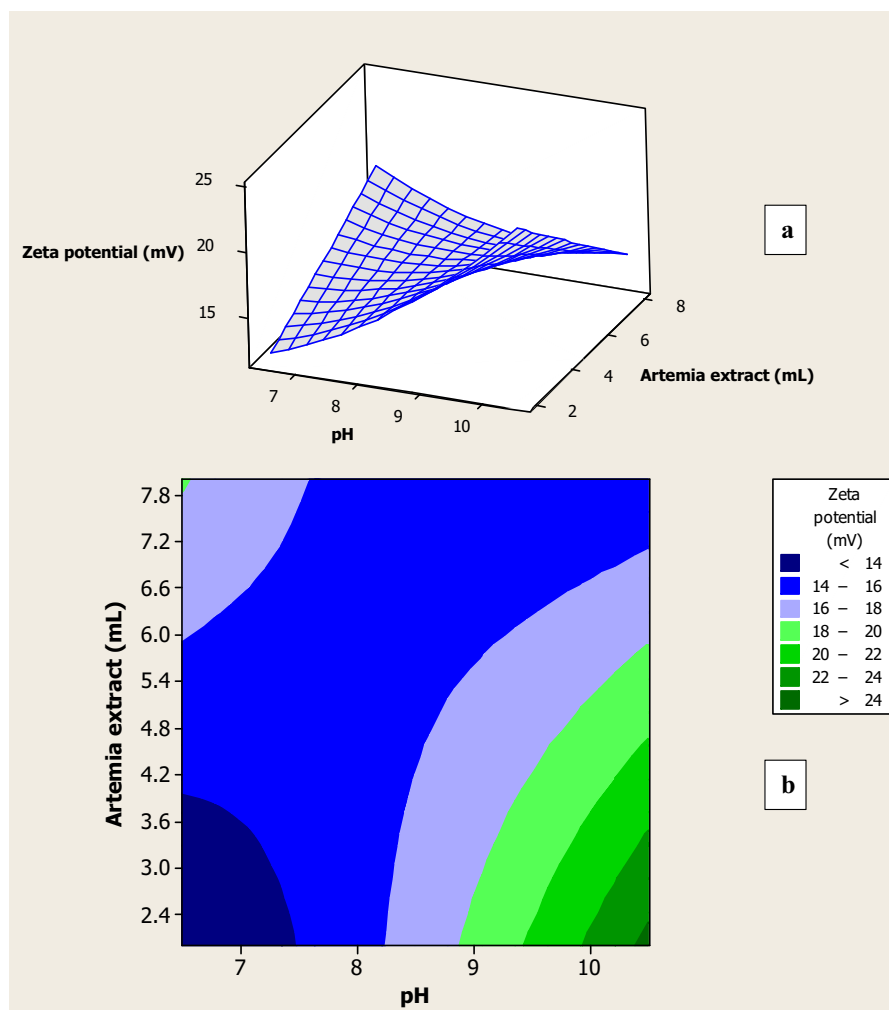 25
a
Zeta potential (mV)
20
15
8
6
4
Artemia extract (mL)
2
7
8
9
10
pH
7.8
7.2
6.6
6.0
5.4
4.8
4.2
3.6
3.0
2.4
Artemia extract (mL)
7 8 9 10
pH
Zeta
potential
(mV)
< 14
14 – 16
16 – 18
18 – 20
20 – 22
22 – 24
> 24
b